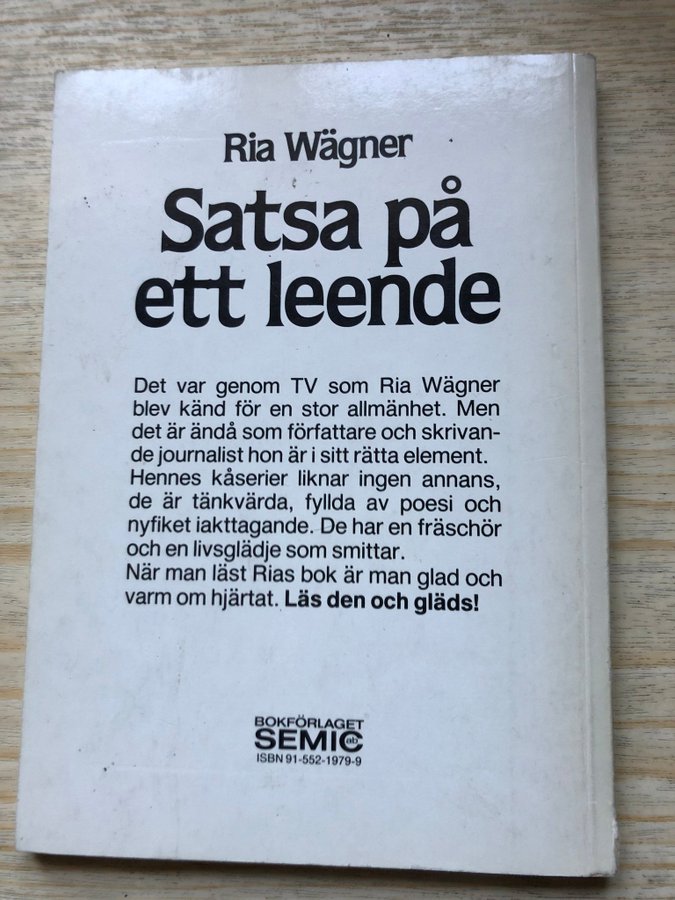 Ria Wägner
Satsa på
ett leende
Det var genom TV som Ria Wägner
blev känd för en stor allmänhet. Men
det är ändå som författare och skrivan-
de journalist hon är i sitt rätta element.
Hennes kåserier liknar ingen annans,
de är tänkvärda, fyllda av poesi och
nyfiket iakttagande. De har en fräschör
och en livsglädje som smittar.
När man läst Rias bok är man glad och
varm om hjärtat. Läs den och gläds!
BOKFÖRLAGET
SEMIC ab
ISBN 91-552-1979-9